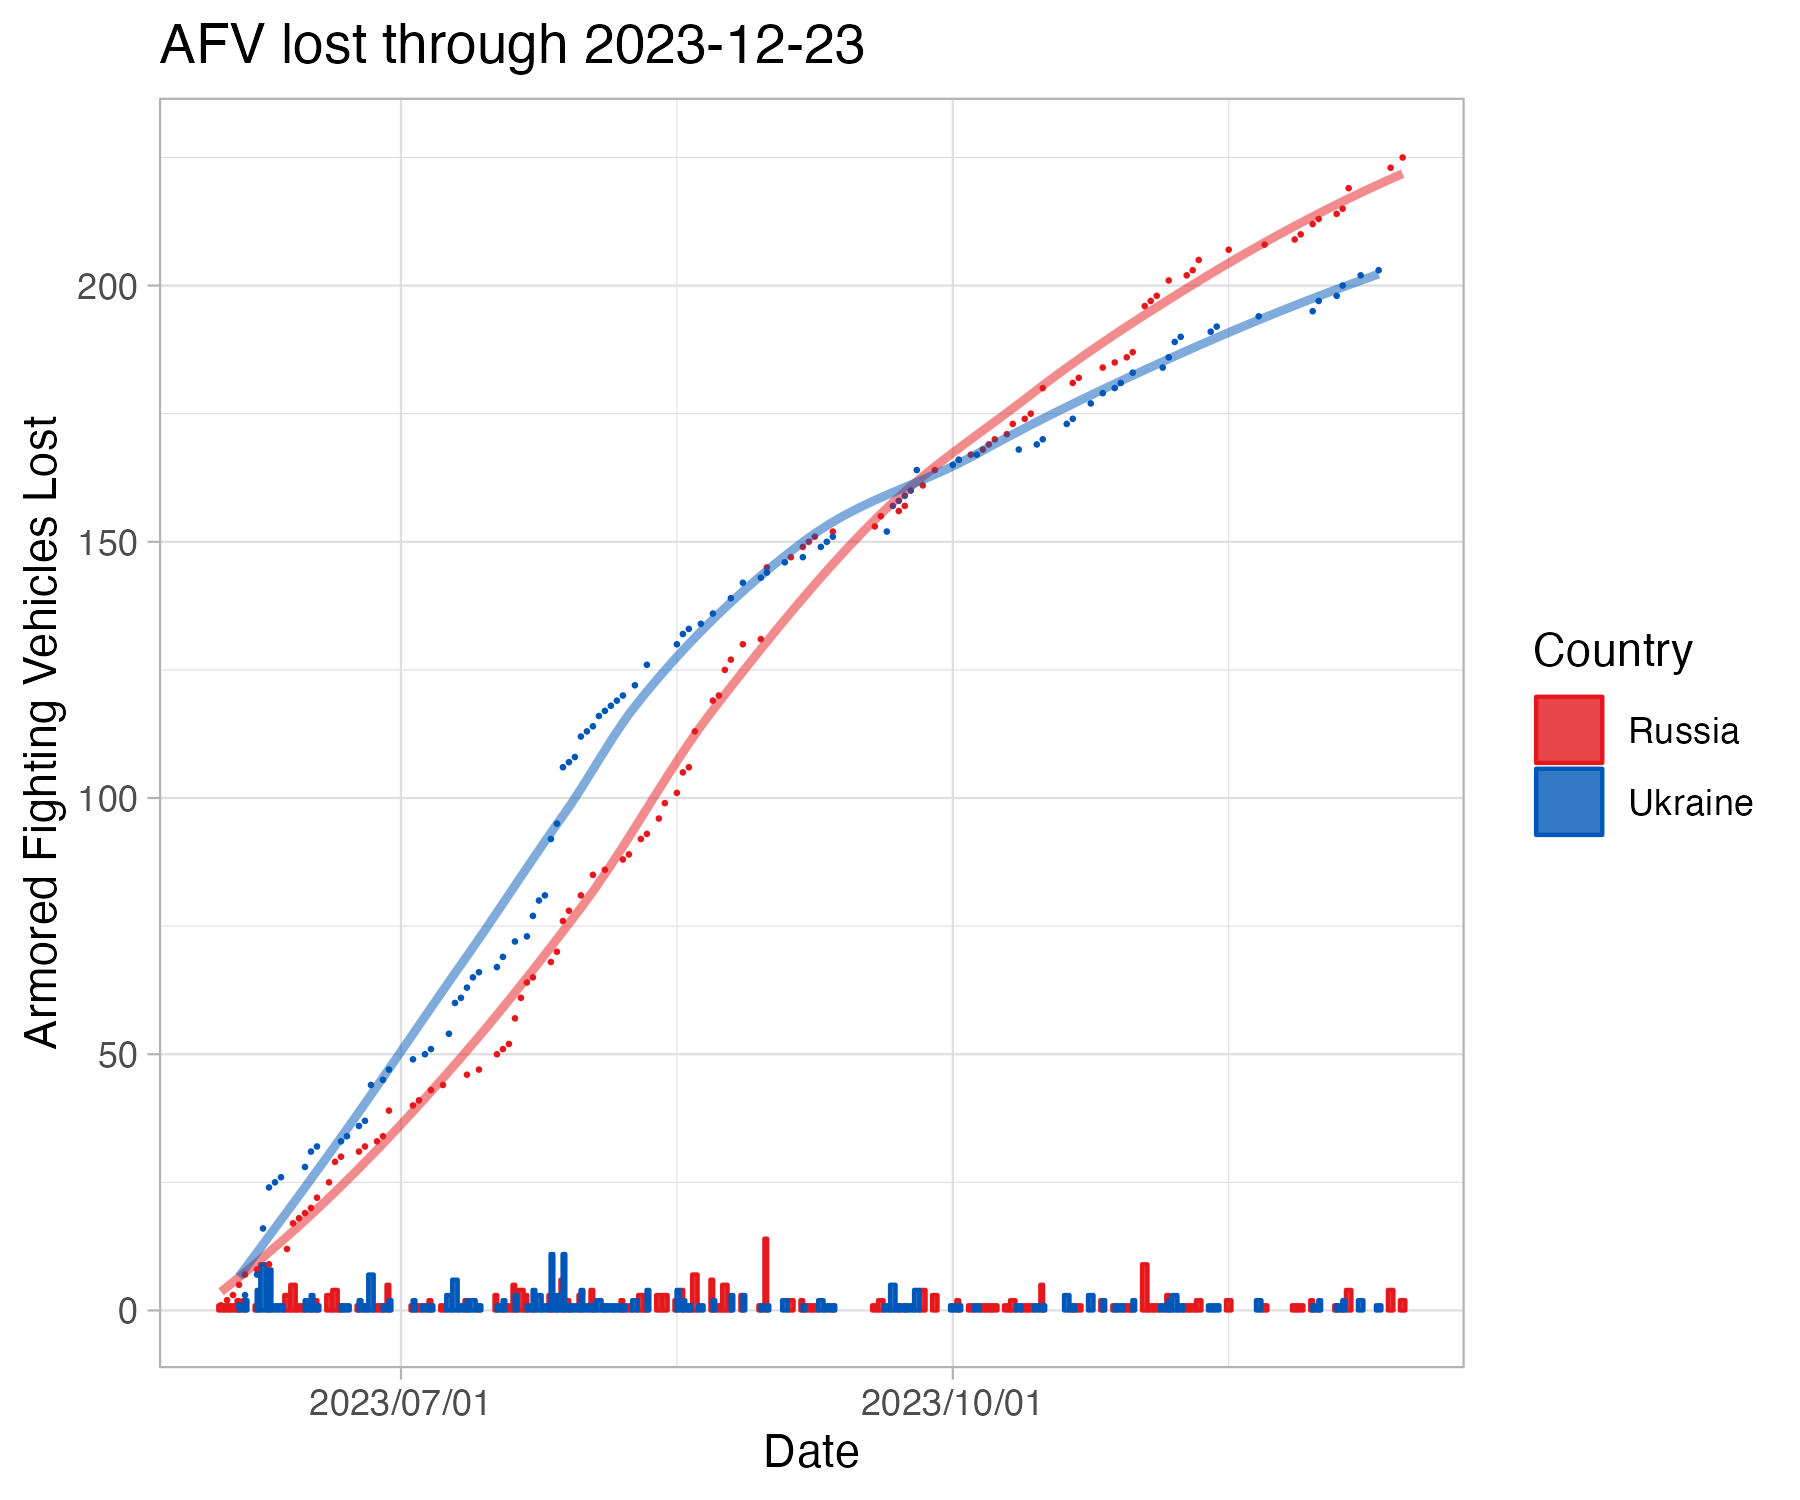 AFV lost through 2023-12-23
Armored Fighting Vehicles Lost
200
150
100
50
0
2023/07/01
2023/10/01
Date
Country
Russia
Ukraine